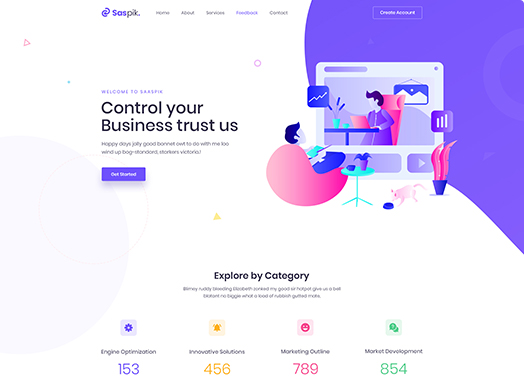 Saspik.
Home About Services Feedback Contact
Create Account
WELCOME TO SAASPIK
Control your
Business trust us
Happy days jally good bonnet owt to do with me loo
wind up bog-standard, starkers victoria!
Get Started
Explore by Category
Blimey ruddy bleeding Elizabeth zonked my good sir hotpot give us a bell
blatant no biggie what a load of rubbish gutted mate.
Engine Optimization Innovative Solutions Marketing Outline Market Development
153 456 789 854